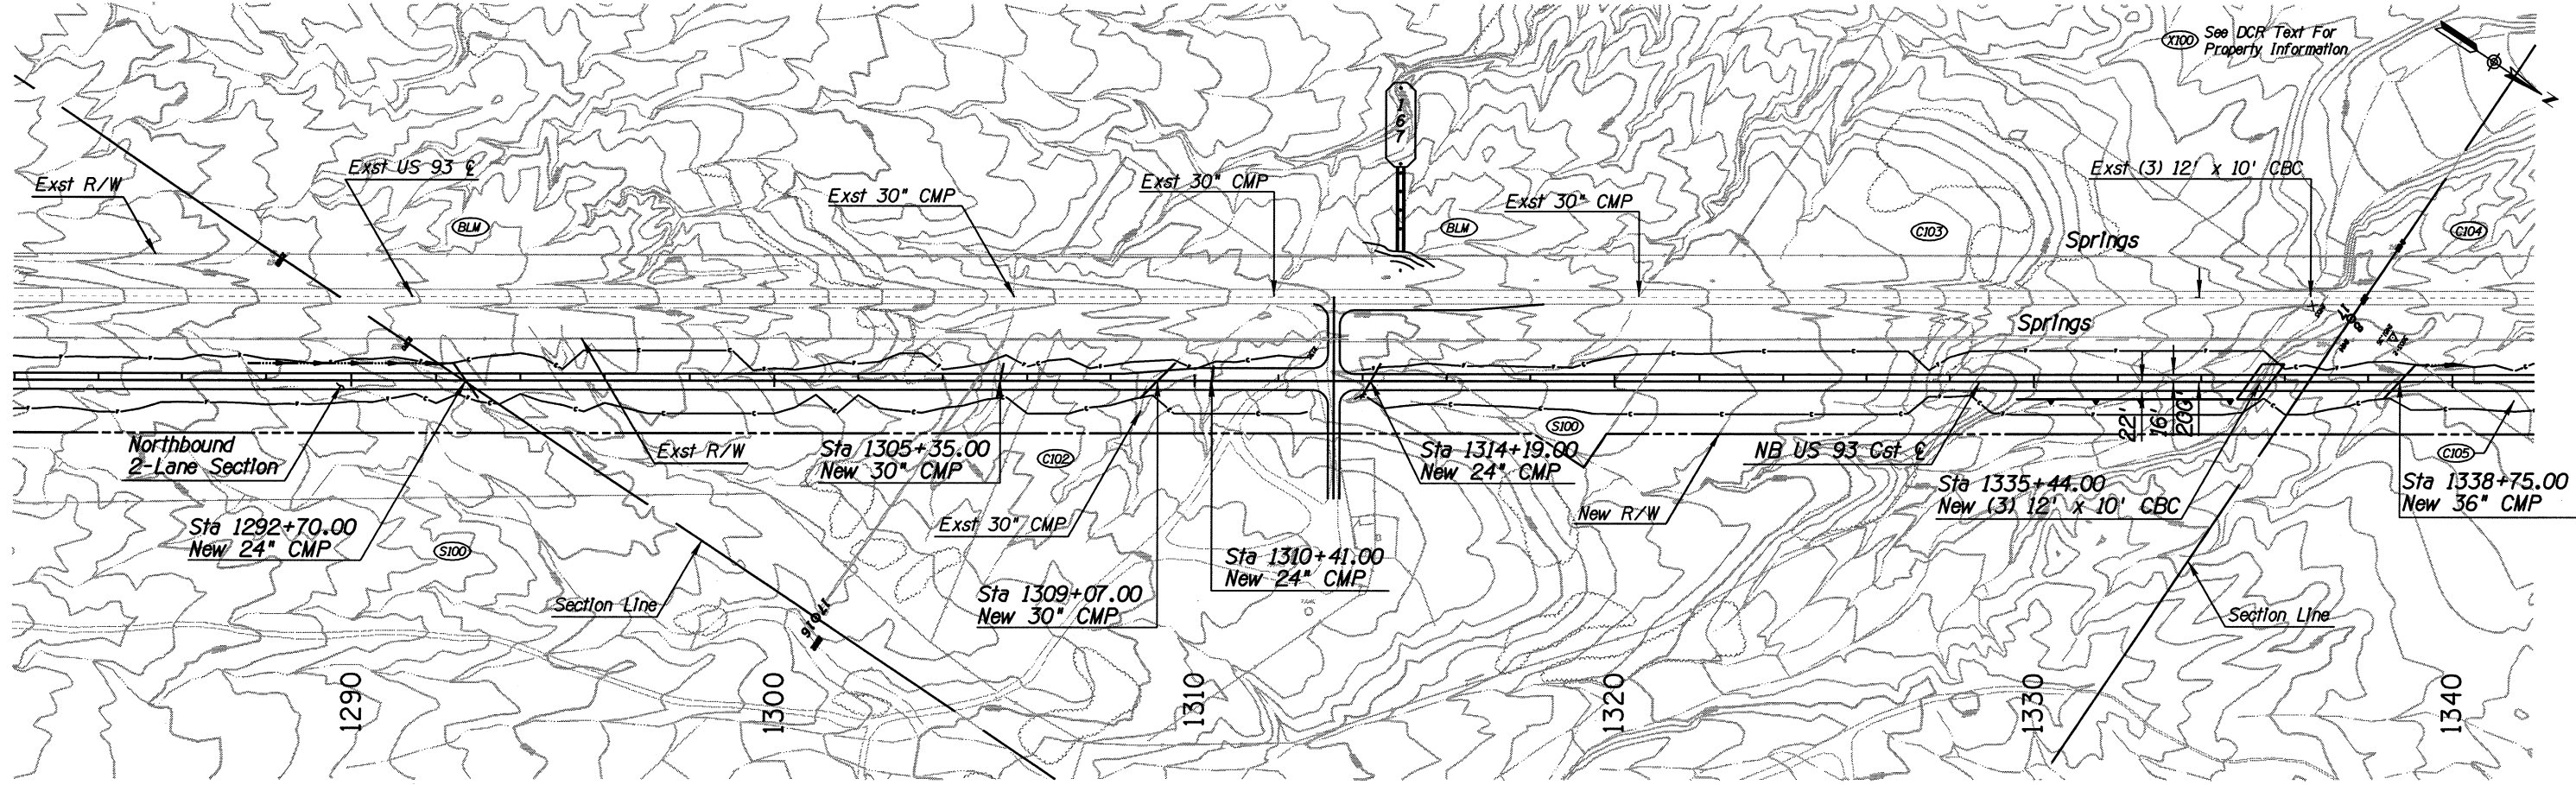 X100 See DCR Text For
Property Information
N
Exst R/W
Exst US 93 ℄
BLM
Exst 30" CMP
Exst 30" CMP
167
BLM
Exst 30" CMP
C103
Springs
Exst (3) 12' x 10' CBC
C104
Springs
Northbound
2-Lane Section
Exst R/W
Sta 1305+35.00
New 30" CMP
C102
Sta 1314+19.00
New 24" CMP
S100
NB US 93 Cst ℄
22'
16'
200'
Sta 1335+44.00
New (3) 12' x 10' CBC
C105
Sta 1338+75.00
New 36" CMP
Sta 1292+70.00
New 24" CMP
S100
Exst 30" CMP
New R/W
Sta 1310+41.00
New 24" CMP
Section Line
Sta 1309+07.00
New 30" CMP
Section Line
17
16
1290
1300
1310
1320
1330
1340